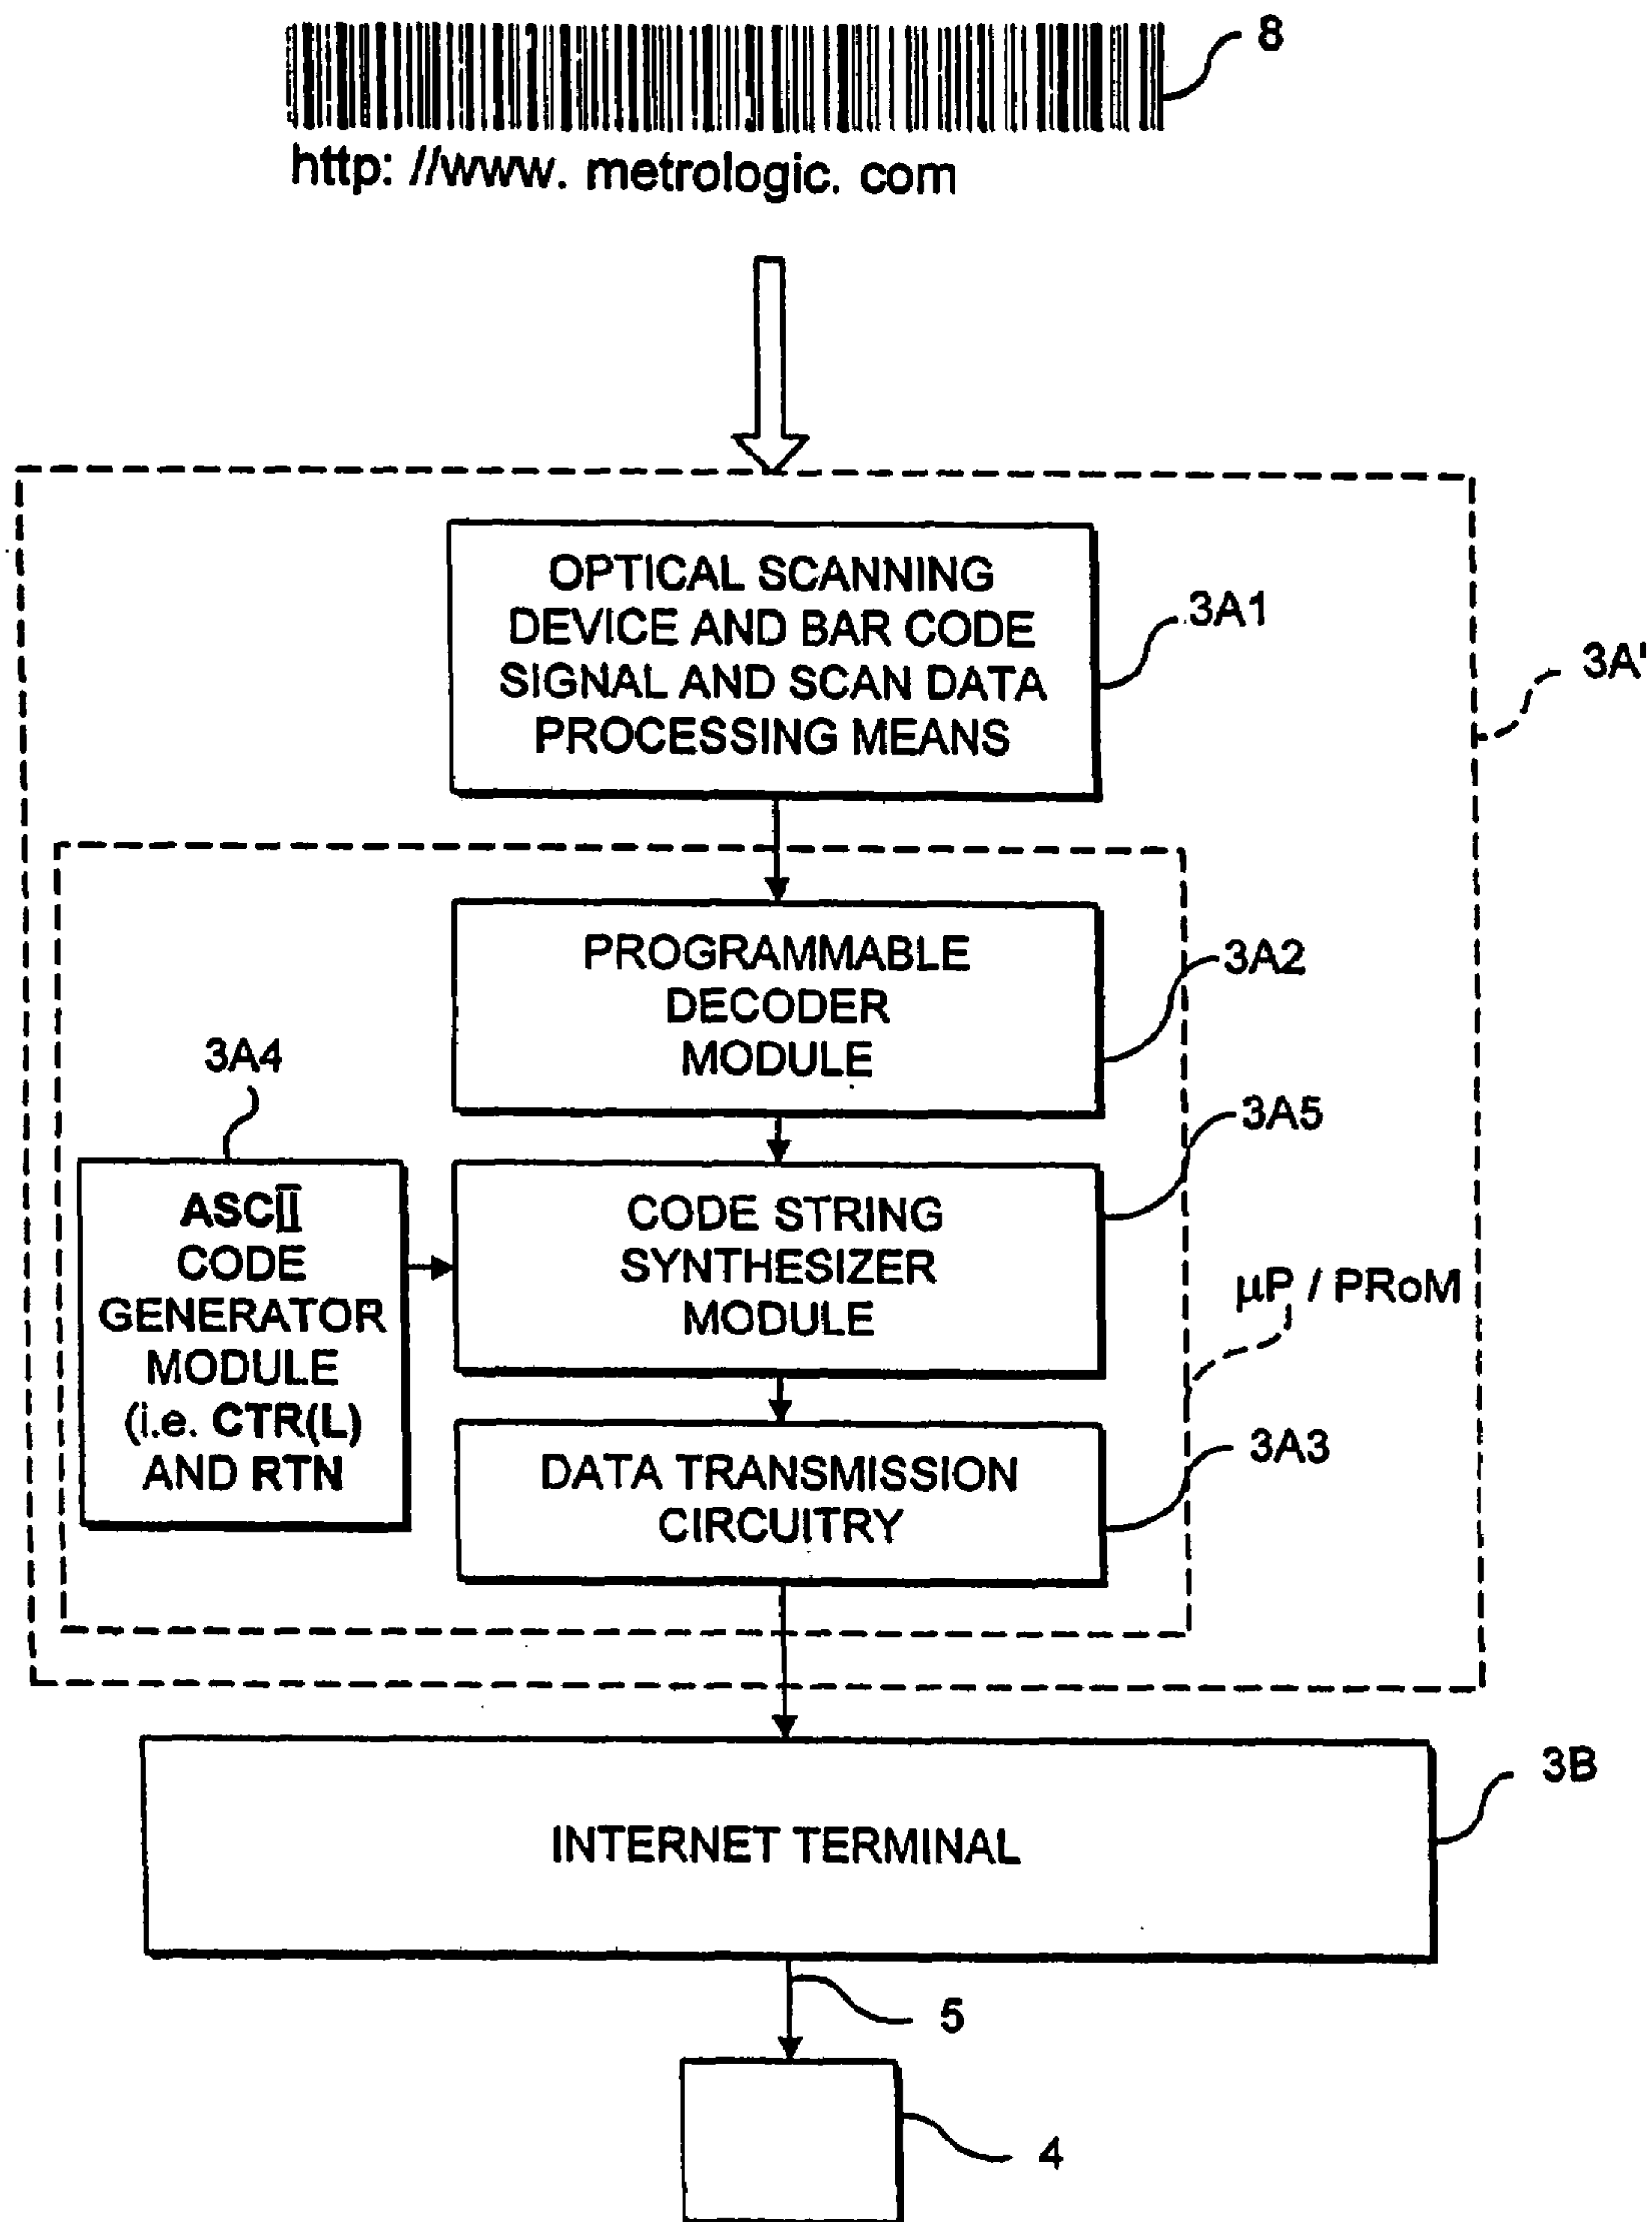 8
http: //www. metrologic. com
OPTICAL SCANNING
DEVICE AND BAR CODE
SIGNAL AND SCAN DATA
PROCESSING MEANS
3A1
3A'
PROGRAMMABLE
DECODER
MODULE
3A2
3A4
3A5
ASCII
CODE
GENERATOR
MODULE
(i.e. CTR(L)
AND RTN
CODE STRING
SYNTHESIZER
MODULE
μP / PRoM
DATA TRANSMISSION
CIRCUITRY
3A3
INTERNET TERMINAL
3B
5
4